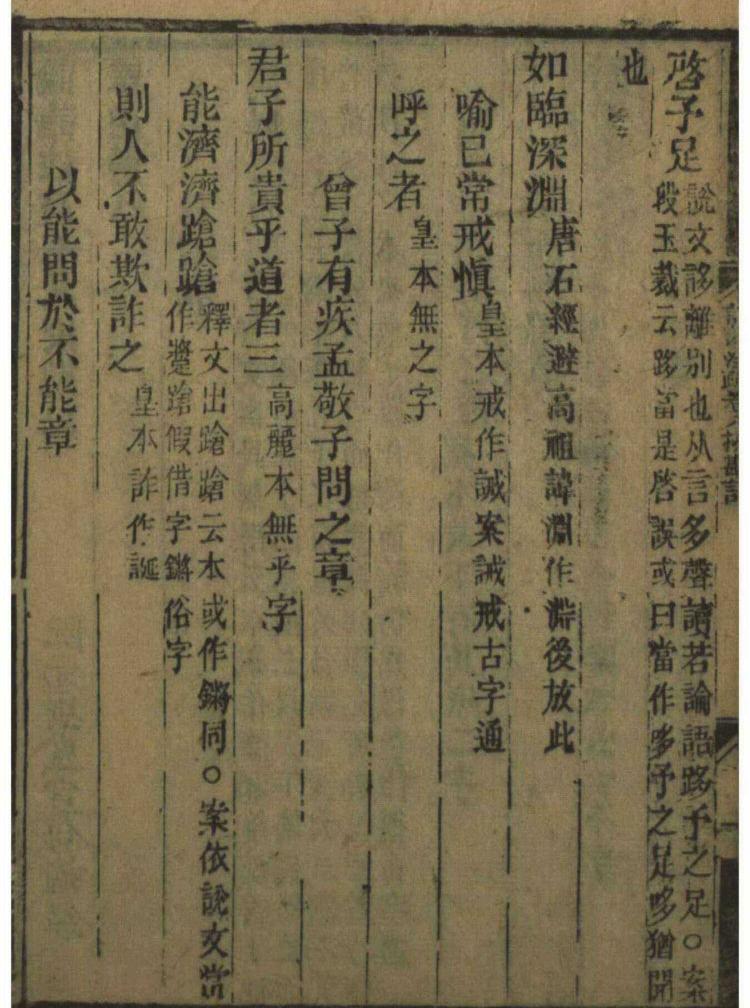 啓予足 說文誃離別也从言多聲讀若論語跢予之足○案
段玉裁云跢當是啓誤或曰當作哆予之足哆猶開
也
如臨深淵 唐石經避高祖諱淵作渊後放此
喻已常戒愼 皇本戒作誡案誡戒古字通
呼之者 皇本無之字
曾子有疾孟敬子問之章
君子所貴乎道者三 高麗本無乎字
能濟濟蹌蹌 釋文出蹌蹌云本或作鏘同○案依說文當
作蹩蹌假借字鏘俗字
則人不敢欺詐之 皇本詐作誕
以能問於不能章